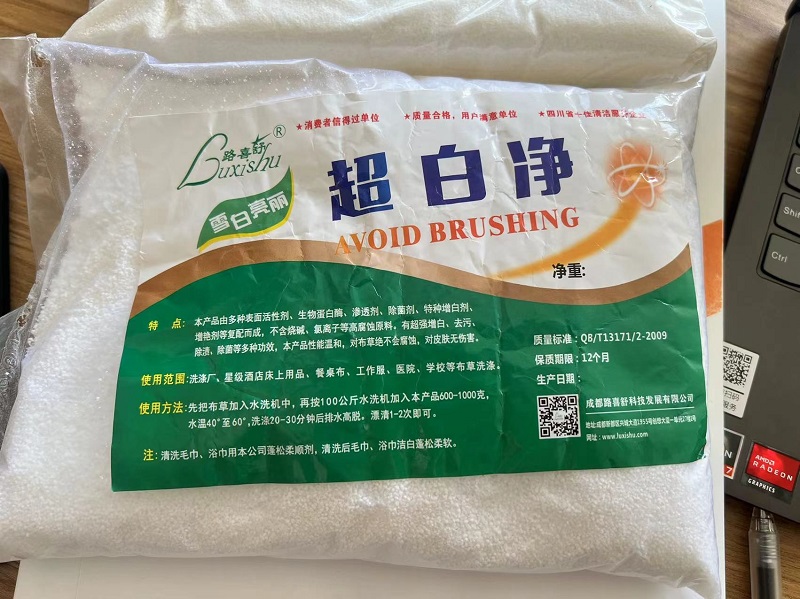 ★消费者信得过单位 ★质量合格，用户满意单位
路喜舒®
Luxishu
雪白亮丽
超白净
AVOID BRUSHING
净重:
特 点: 本产品由多种表面活性剂、生物蛋白酶、渗透剂、除菌剂、特种增白剂、
增艳剂等复配而成，不含烧碱、氯离子等高腐蚀原料，有超强增白、去污、
除渍，除菌等多种功效，本产品性能温和，对布草绝不会腐蚀，对皮肤无伤害。
使用范围:洗涤厂、星级酒店床上用品、餐桌布、工作服、医院、学校等布草洗涤。
使用方法: 先把布草加入水洗机中，再按100公斤水洗机加入本产品600-1000克，
水温40°至60°,洗涤20-30分钟后排水高脱。漂清1-2次即可。
注: 清洗毛巾、浴巾用本公司蓬松柔顺剂，清洗后毛巾、浴巾洁白蓬松柔软。
质量标准: QB/T13171/2-2009
保质期限: 12个月
生产日期:
成都路喜舒科技发展有限公司
网址: www.luxishu.com
Shi
Ctrl
扫码
服务
AMD
RADEON
GRAPHICS
7